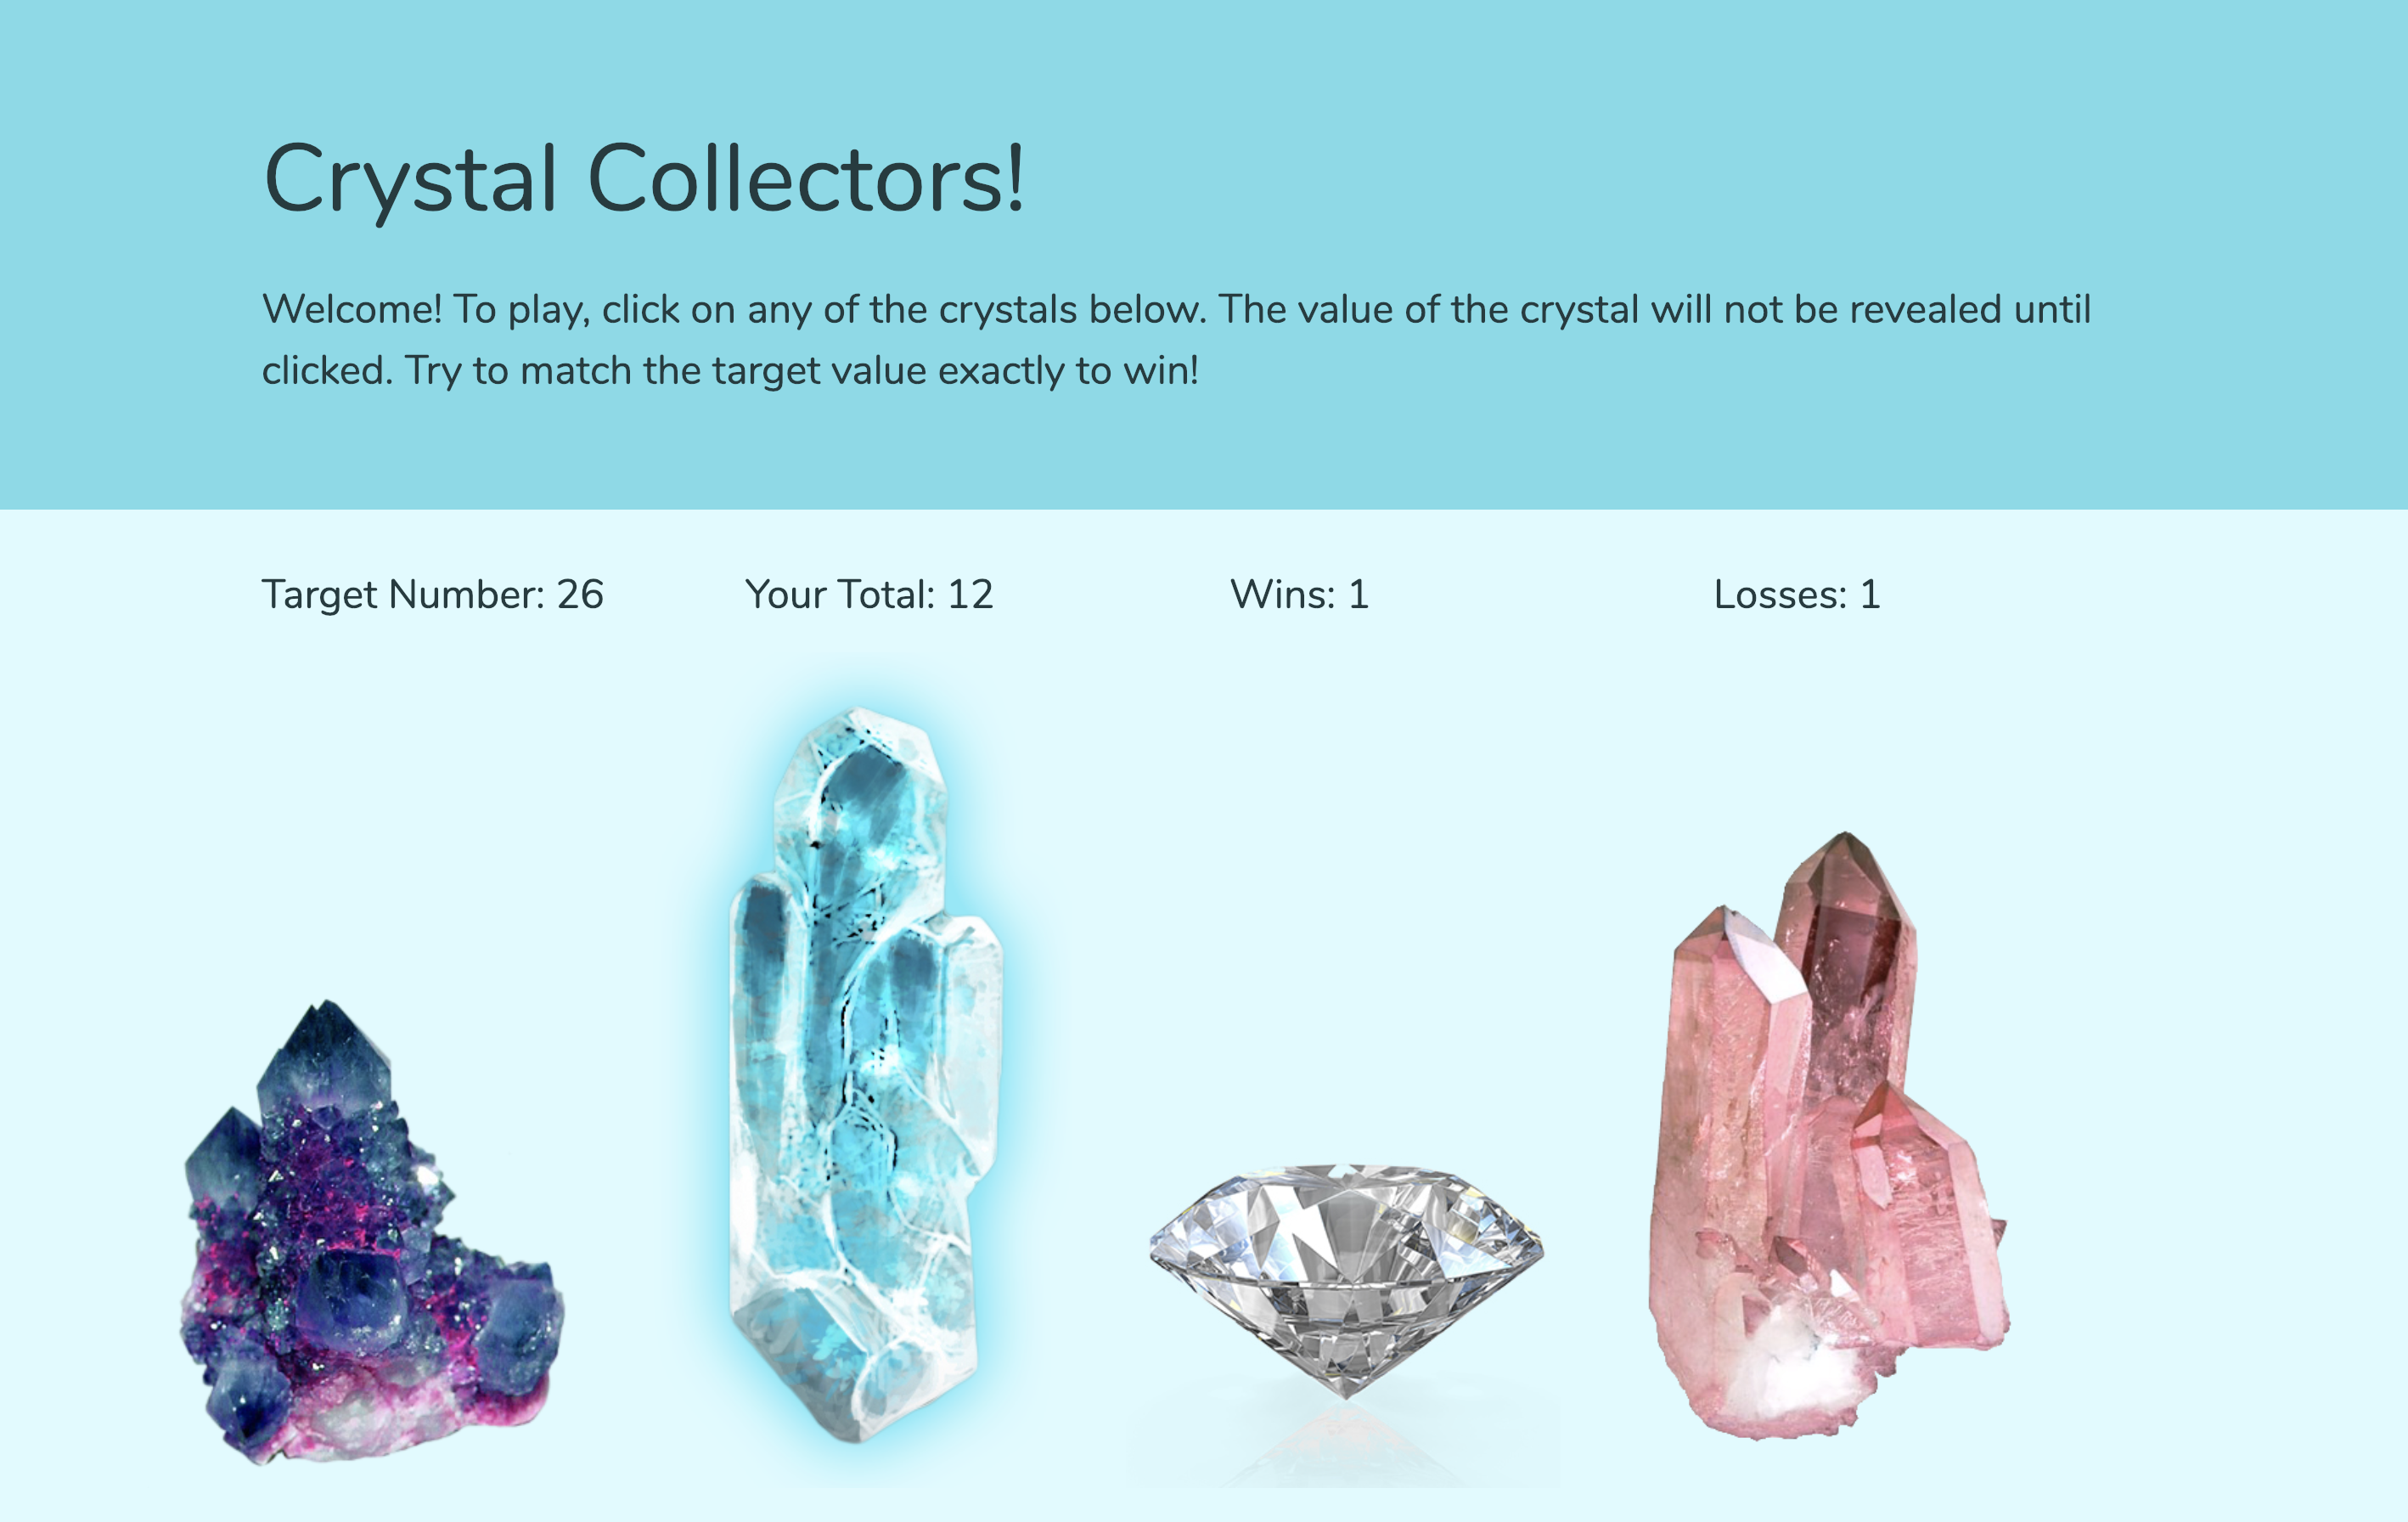 Crystal Collectors!
Welcome! To play, click on any of the crystals below. The value of the crystal will not be revealed until
clicked. Try to match the target value exactly to win!
Target Number: 26
Your Total: 12
Wins: 1
Losses: 1